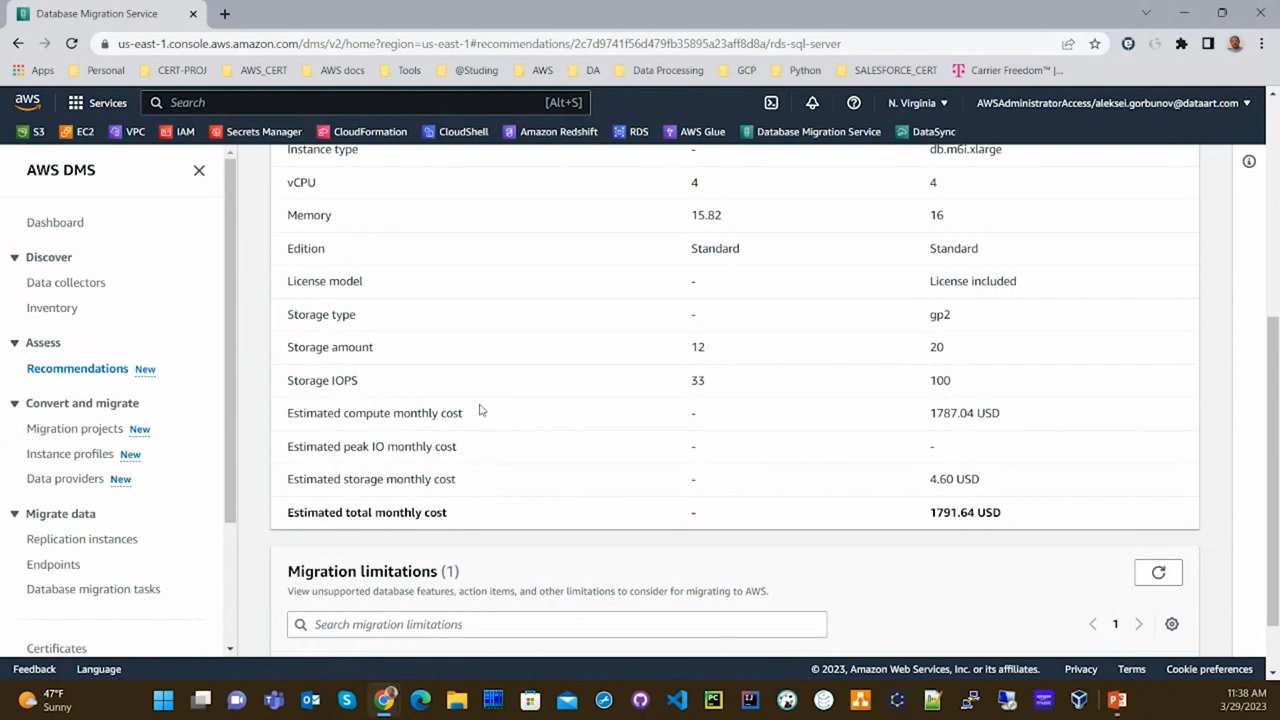 Database Migration Service
us-east-1.console.aws.amazon.com/dms/v2/home?region=us-east-1#recommendations/2c7d9741f56d479fb35895a23aff8d8a/rds-sql-server
Apps Personal CERT-PROJ AWS_CERT AWS docs Tools @Studing AWS DA Data Processing GCP Python SALESFORCE_CERT Carrier Freedom™ |...
aws Services Search [Alt+S] N. Virginia AWSAdministratorAccess/aleksei.gorbunov@dataart.com
S3 EC2 VPC IAM Secrets Manager CloudFormation CloudShell Amazon Redshift RDS AWS Glue Database Migration Service DataSync
AWS DMS
Dashboard
Discover
Data collectors
Inventory
Assess
Recommendations New
Convert and migrate
Migration projects New
Instance profiles New
Data providers New
Migrate data
Replication instances
Endpoints
Database migration tasks
Certificates
Instance type - db.m6i.xlarge
vCPU 4 4
Memory 15.82 16
Edition Standard Standard
License model - License included
Storage type - gp2
Storage amount 12 20
Storage IOPS 33 100
Estimated compute monthly cost - 1787.04 USD
Estimated peak IO monthly cost - -
Estimated storage monthly cost - 4.60 USD
Estimated total monthly cost - 1791.64 USD
Migration limitations (1)
View unsupported database features, action items, and other limitations to consider for migrating to AWS.
Search migration limitations
1
Feedback Language © 2023, Amazon Web Services, Inc. or its affiliates. Privacy Terms Cookie preferences
47°F
Sunny
11:38 AM
3/29/2023